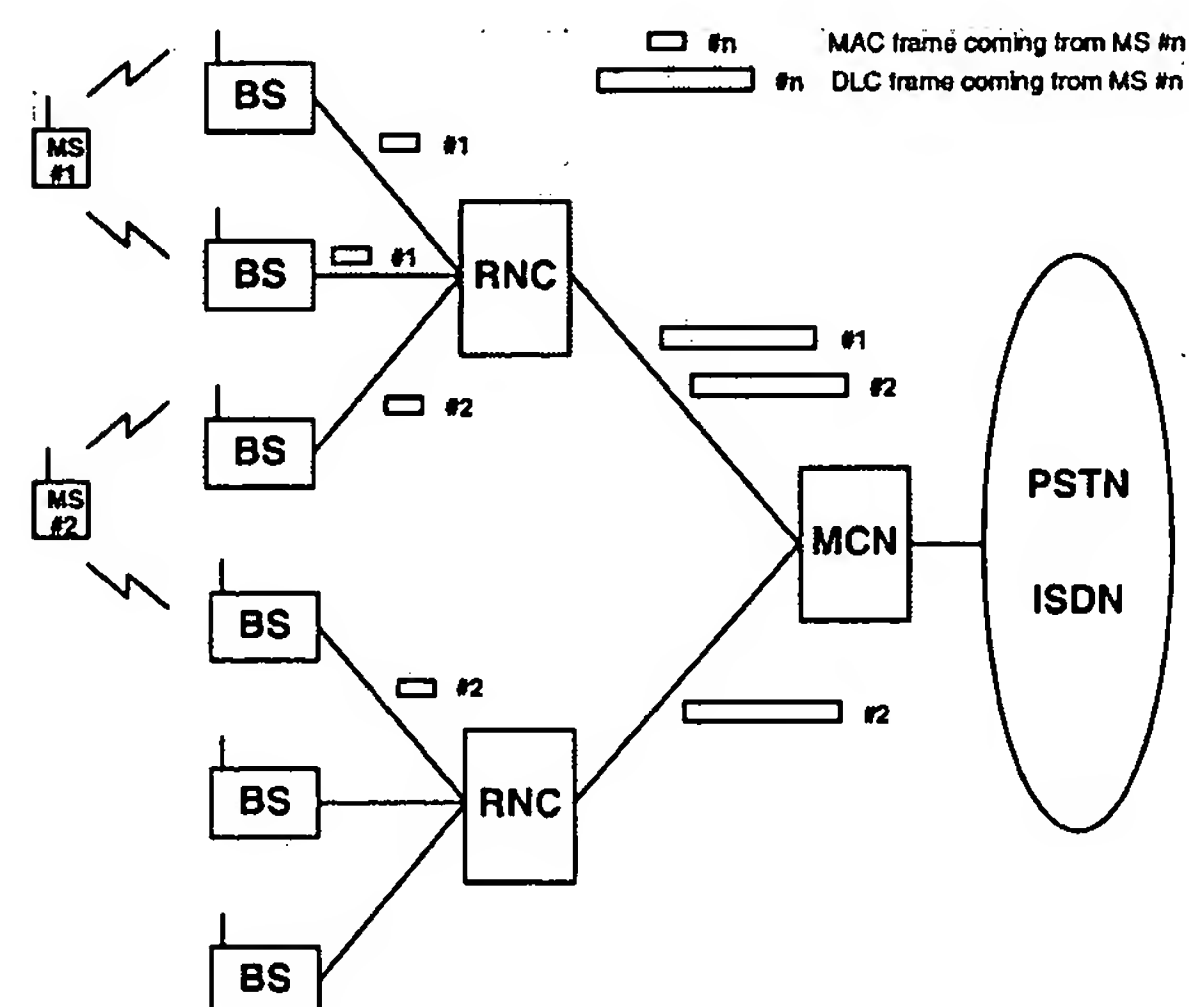 #n MAC frame coming from MS #n
#n DLC frame coming from MS #n
BS
#1
MS
#1
BS
#1
RNC
#1
#2
BS
#2
MS
#2
MCN
PSTN
ISDN
BS
#2
#2
BS
RNC
BS